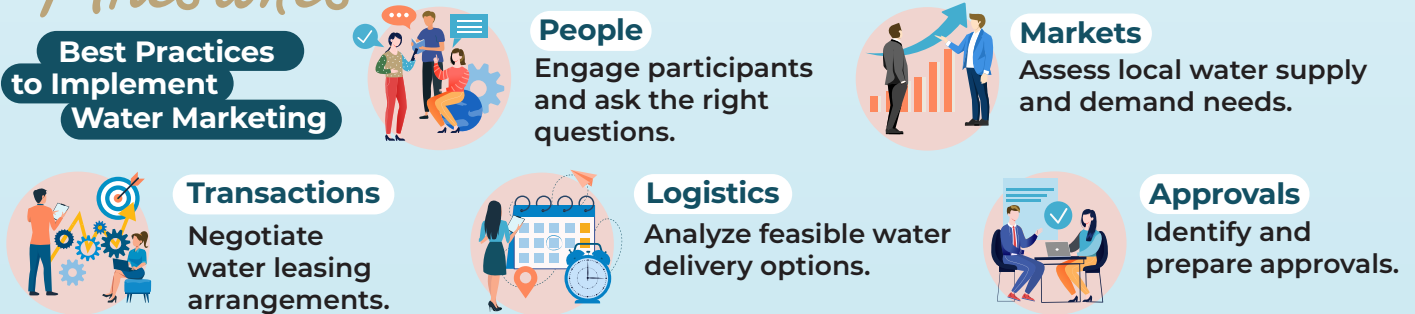 Best Practices
to Implement
Water Marketing
People
Engage participants
and ask the right
questions.
Markets
Assess local water supply
and demand needs.
Transactions
Negotiate
water leasing
arrangements.
Logistics
Analyze feasible water
delivery options.
Approvals
Identify and
prepare approvals.